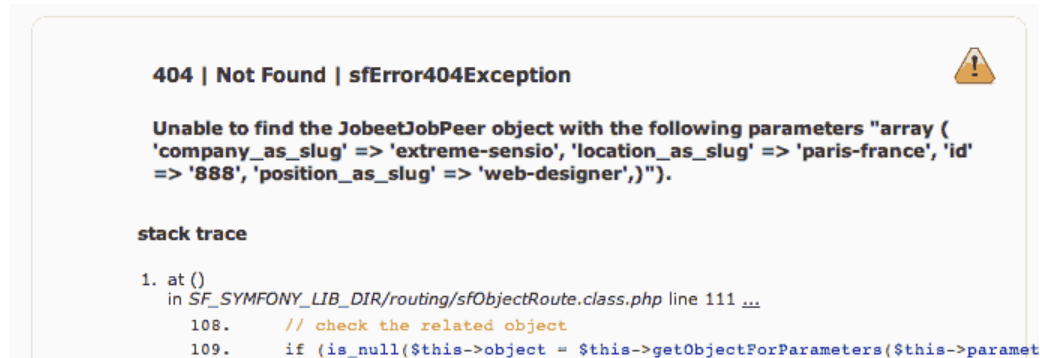 404 | Not Found | sfError404Exception
Unable to find the JobeetJobPeer object with the following parameters "array (
'company_as_slug' => 'extreme-sensio', 'location_as_slug' => 'paris-france', 'id'
=> '888', 'position_as_slug' => 'web-designer',)").
stack trace
1. at ()
in SF_SYMFONY_LIB_DIR/routing/sfObjectRoute.class.php line 111 ...
108. // check the related object
109. if (is_null($this->object = $this->getObjectForParameters($this->paramet